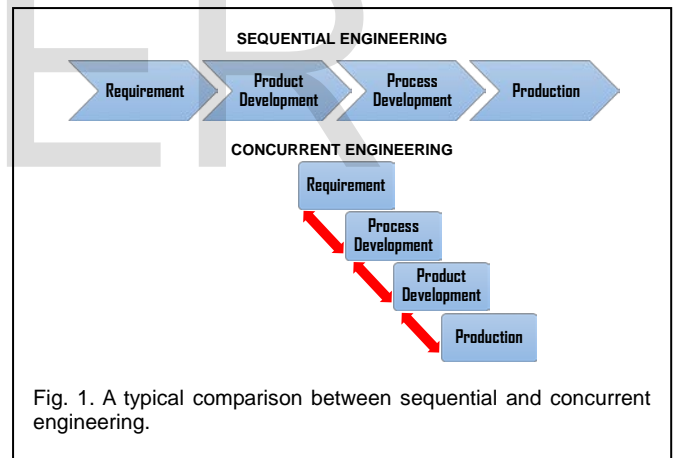 SEQUENTIAL ENGINEERING
Requirement
Product
Development
Process
Development
Production
CONCURRENT ENGINEERING
Requirement
Process
Development
Product
Development
Production
Fig. 1. A typical comparison between sequential and concurrent
engineering.
ER